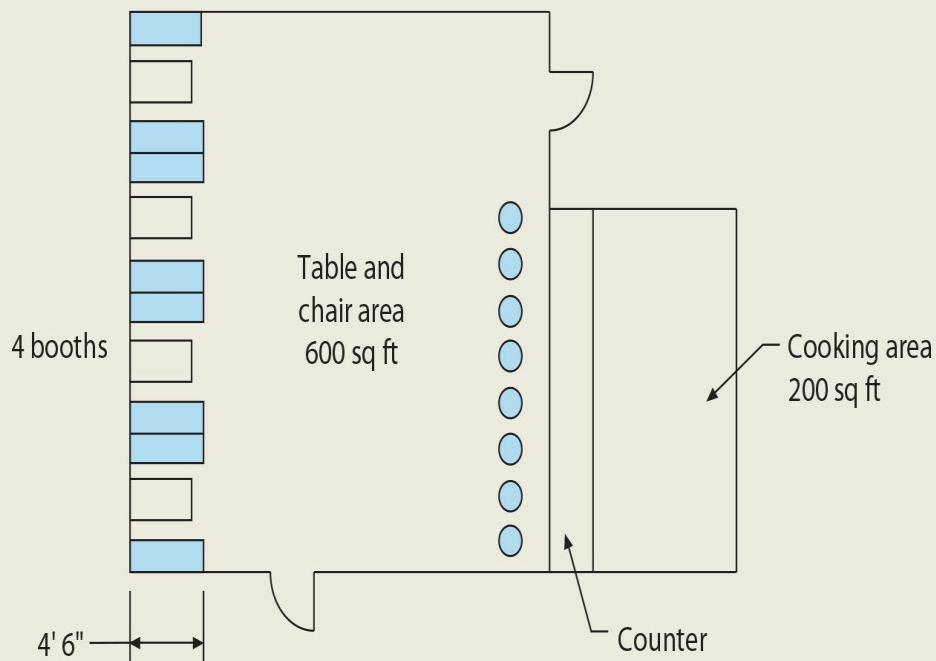 Table and
chair area
600 sq ft
4 booths
Cooking area
200 sq ft
4' 6"
Counter